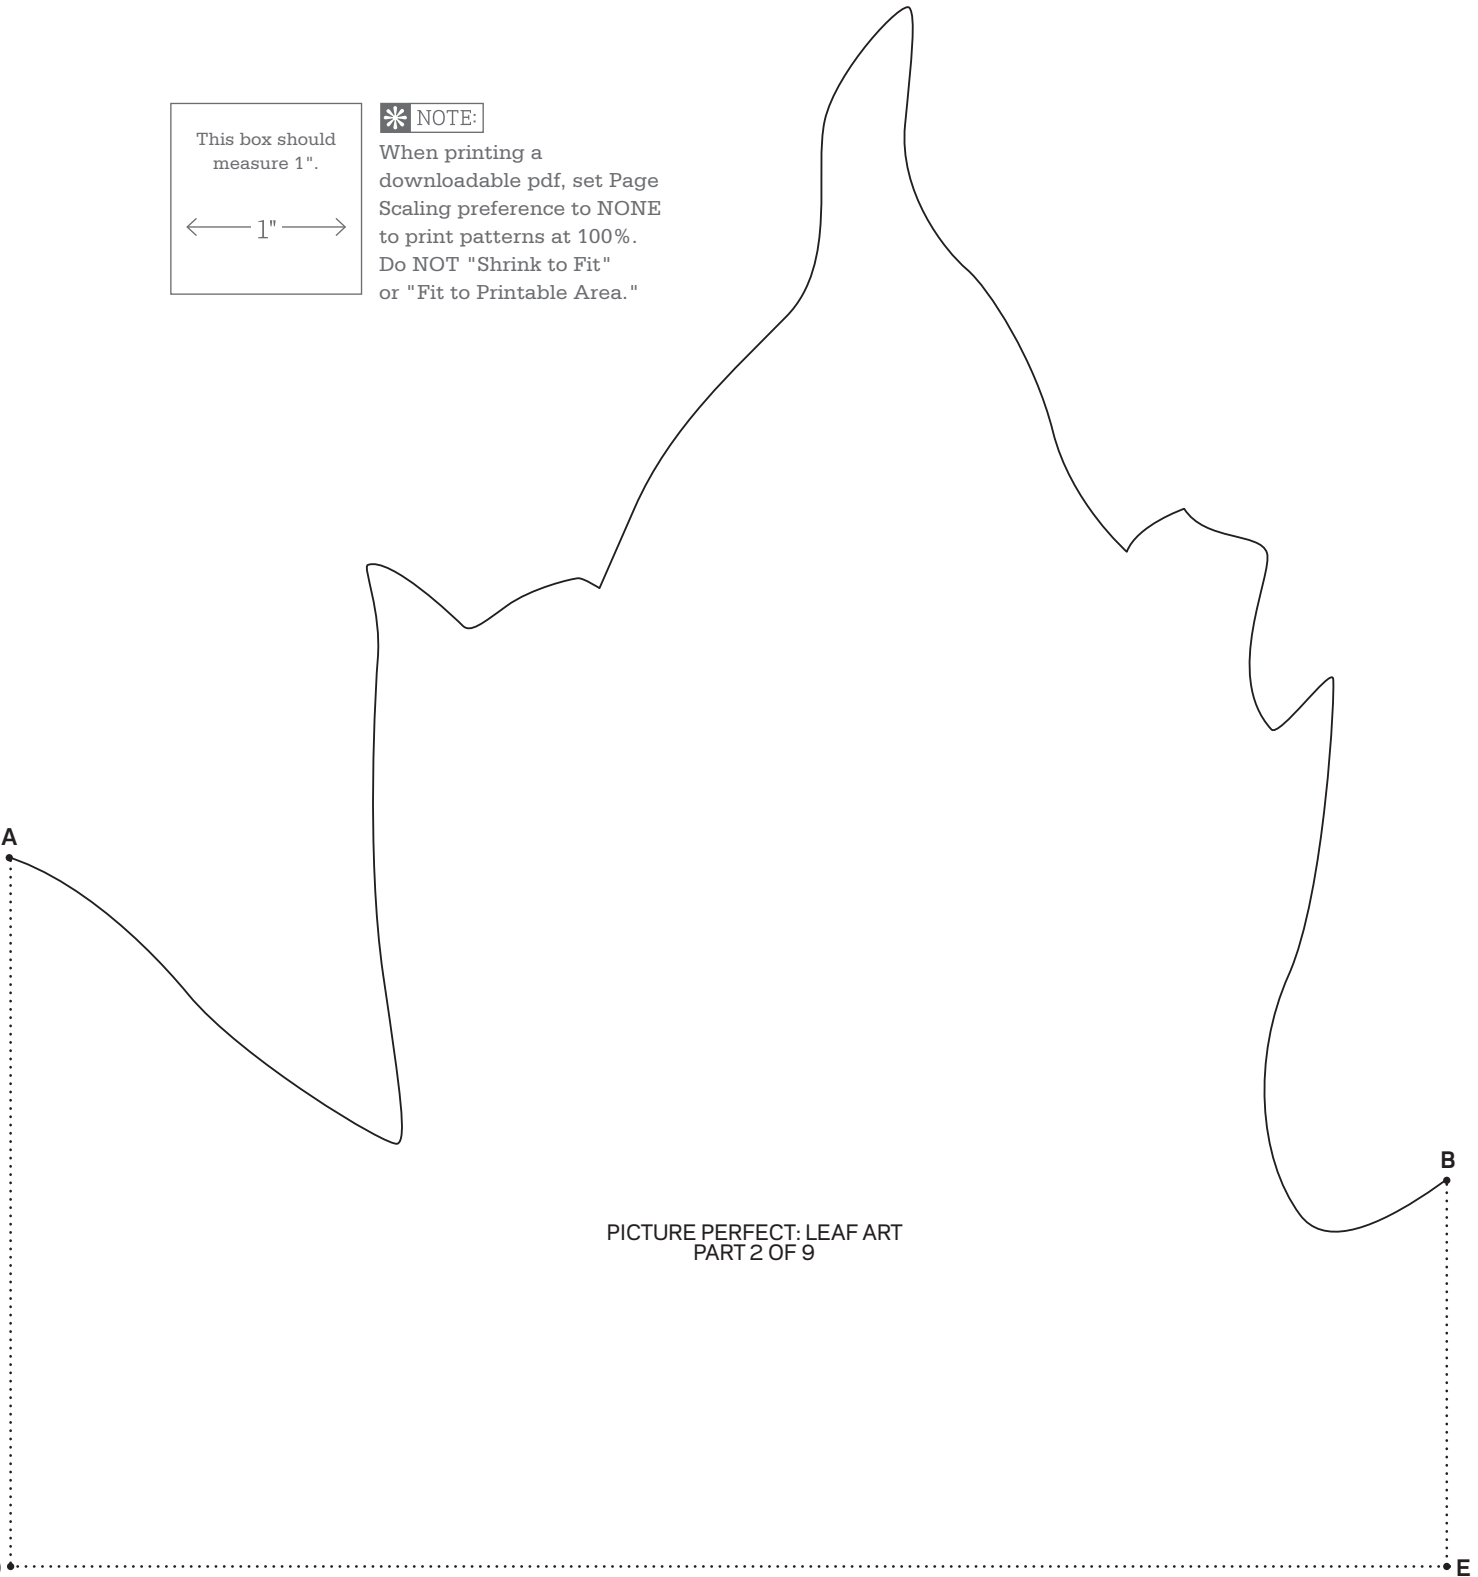 This box should
measure 1".
1"
NOTE:
When printing a
downloadable pdf, set Page
Scaling preference to NONE
to print patterns at 100%.
Do NOT "Shrink to Fit"
or "Fit to Printable Area."
A
B
PICTURE PERFECT: LEAF ART
PART 2 OF 9
E